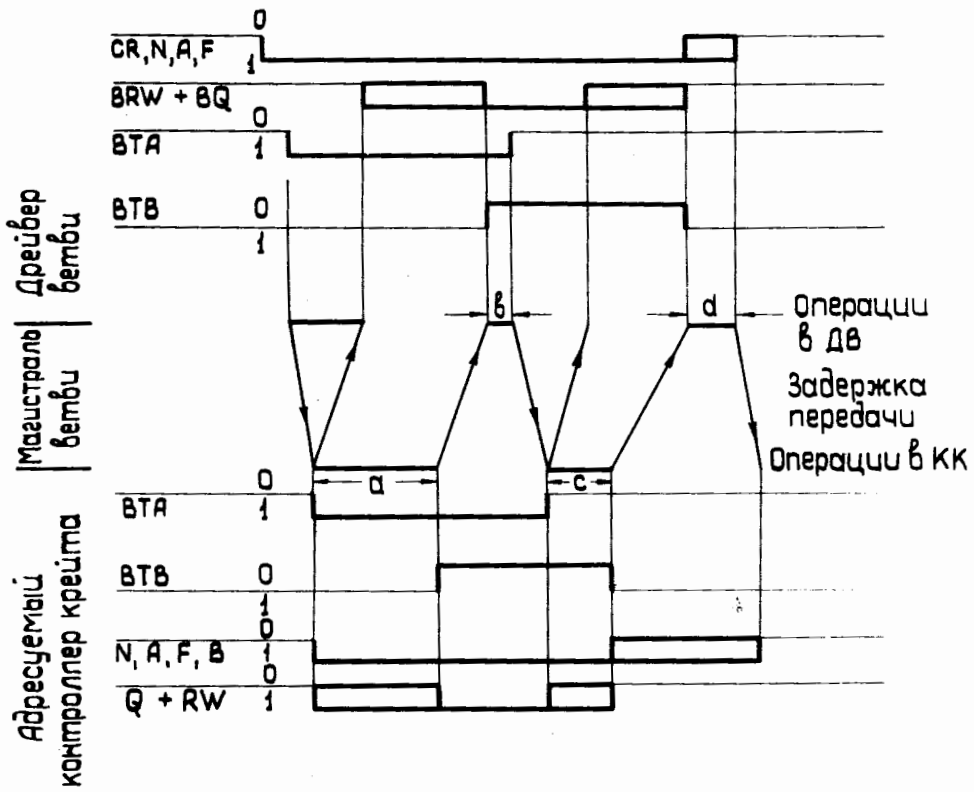 0
CR, N, A, F
1
BRW + BQ
0
BTA 1
BTB 0
1
Дрейвер
ветви
в
d
Операции
в ДВ
Магистраль
ветви
Задержка
передачи
Операции в КК
a
c
0
BTA 1
BTB 0
1
0
N, A, F, B 1
0
Q + RW 1
Адресуемый
контроллер крейта